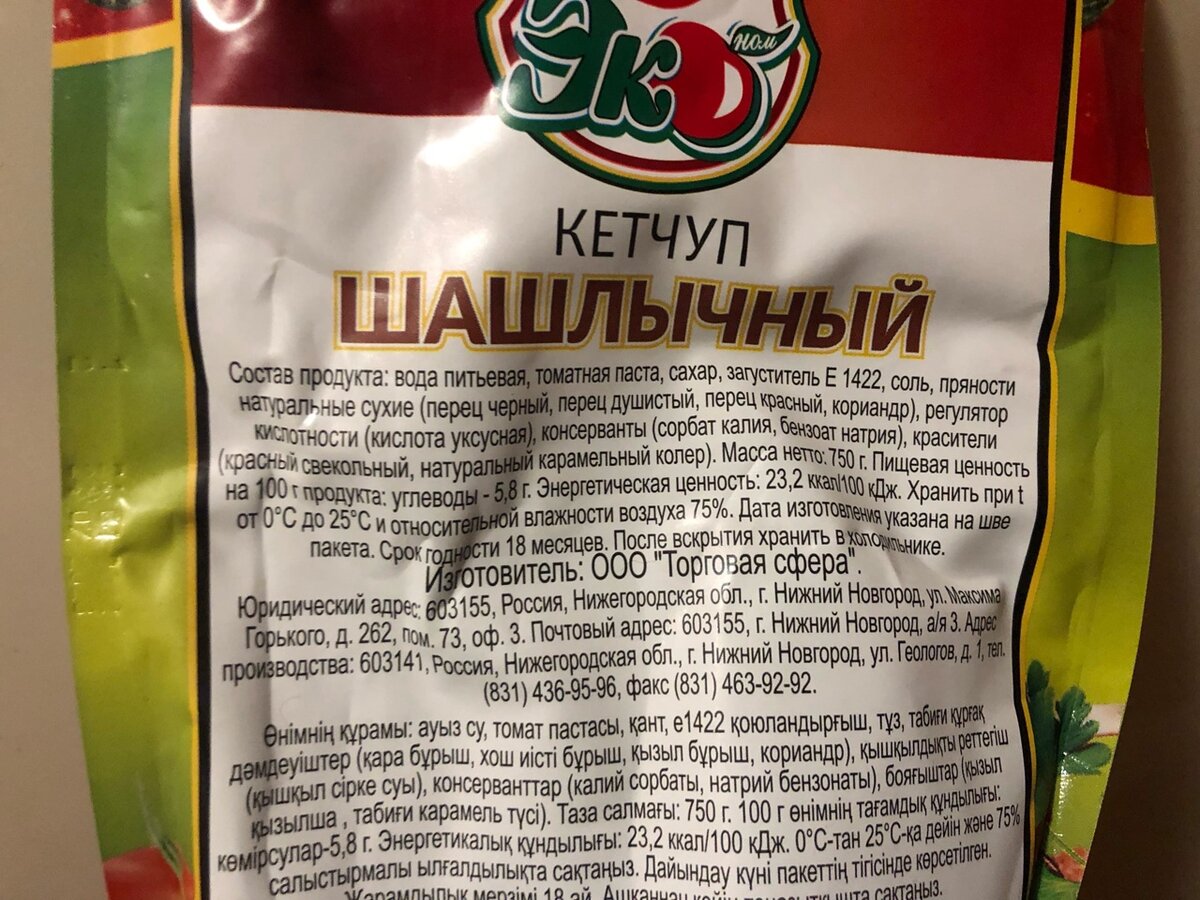 Эко
ном
КЕТЧУП
ШАШЛЫЧНЫЙ
Состав продукта: вода питьевая, томатная паста, сахар, загуститель Е 1422, соль, пряности
натуральные сухие (перец черный, перец душистый, перец красный, кориандр), регулятор
кислотности (кислота уксусная), консерванты (сорбат калия, бензоат натрия), красители
(красный свекольный, натуральный карамельный колер). Масса нетто: 750 г. Пищевая ценность
на 100 г продукта: углеводы - 5,8 г. Энергетическая ценность: 23,2 ккал/100 кДж. Хранить при t
от 0°С до 25°С и относительной влажности воздуха 75%. Дата изготовления указана на шве
пакета. Срок годности 18 месяцев. После вскрытия хранить в холодильнике.
Изготовитель: ООО "Торговая сфера".
Юридический адрес: 603155, Россия, Нижегородская обл., г. Нижний Новгород, ул. Максима
Горького, д. 262, пом. 73, оф. 3. Почтовый адрес: 603155, г. Нижний Новгород, а/я 3. Адрес
производства: 603141, Россия, Нижегородская обл., г. Нижний Новгород, ул. Геологов, д. 1, тел.
(831) 436-95-96, факс (831) 463-92-92.
Өнімнің құрамы: ауыз су, томат пастасы, қант, е1422 қоюландырғыш, тұз, табиғи құрғақ
дәмдеуіштер (қара бұрыш, хош иісті бұрыш, қызыл бұрыш, кориандр), қышқылдықты реттегіш
(қышқыл сірке суы), консерванттар (калий сорбаты, натрий бензонаты), бояғыштар (қызыл
қызылша , табиғи карамель түсі). Таза салмағы: 750 г. 100 г өнімнің тағамдық құндылығы:
көмірсулар-5,8 г. Энергетикалық құндылығы: 23,2 ккал/100 кДж. 0°С-тан 25°С-қа дейін және 75%
салыстырмалы ылғалдылықта сақтаңыз. Дайындау күні пакеттің тігісінде көрсетілген.
Жарамдылық мерзімі 18 ай. Ашқаннан кейін тоңазытқышта сақтаңыз.